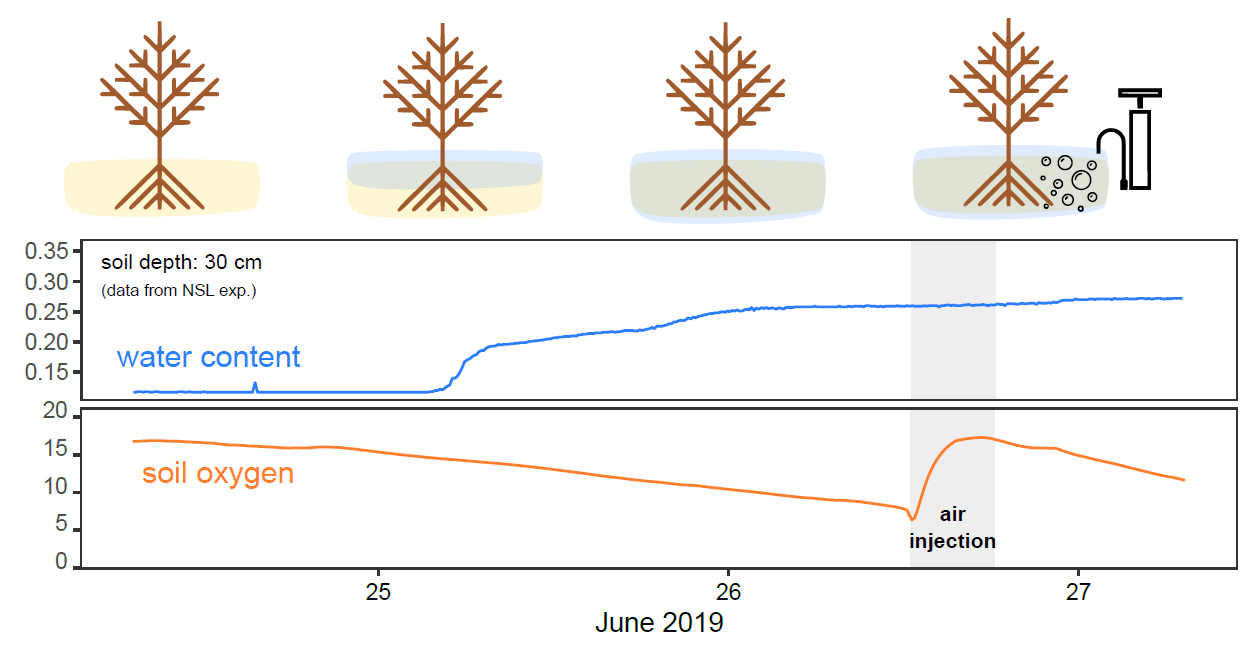 0.35
0.30
0.25
0.20
0.15
soil depth: 30 cm
(data from NSL exp.)
water content
20
15
10
5
0
soil oxygen
air
injection
25
26
27
June 2019